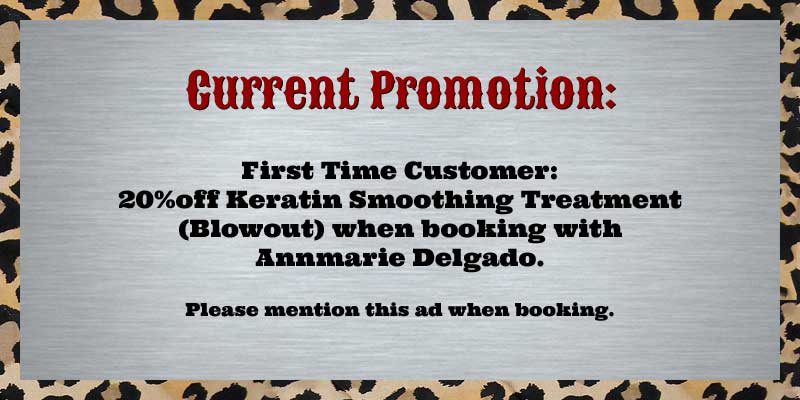 Current Promotion:
First Time Customer:
20%off Keratin Smoothing Treatment
(Blowout) when booking with
Annmarie Delgado.
Please mention this ad when booking.